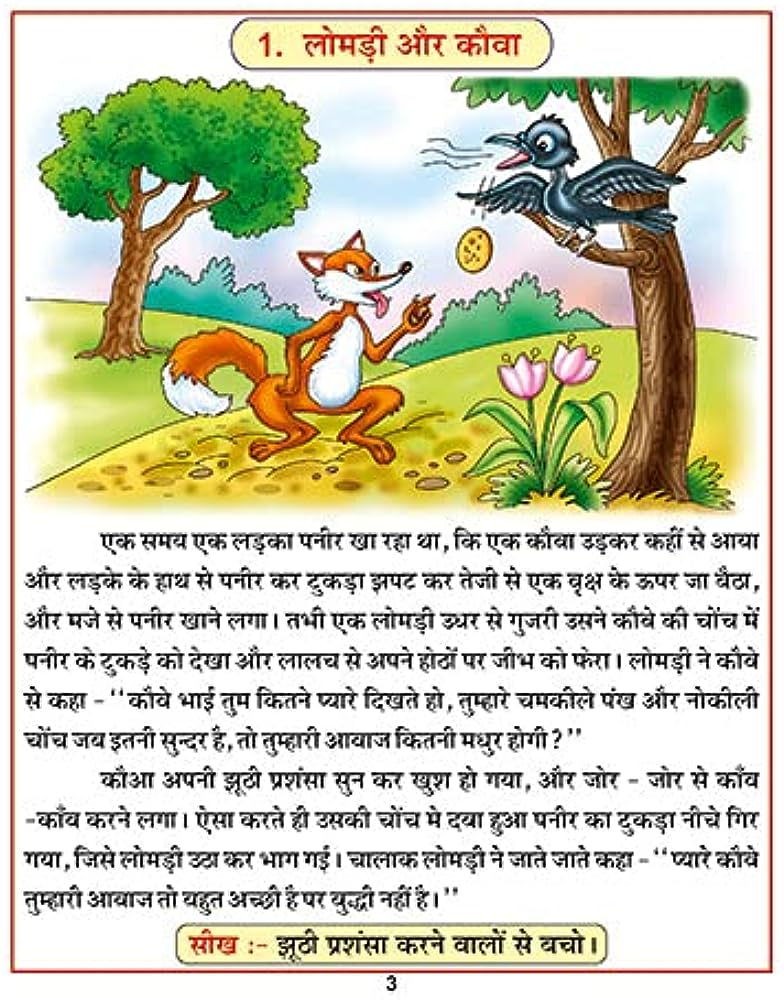 1. लोमड़ी और कौवा
एक समय एक लड़का पनीर खा रहा था, कि एक कौवा उड़कर कहीं से आया
और लड़के के हाथ से पनीर कर टुकड़ा झपट कर तेजी से एक वृक्ष के ऊपर जा बैठा,
और मजे से पनीर खाने लगा। तभी एक लोमड़ी उधर से गुजरी उसने कौवे की चोंच में
पनीर के टुकड़े को देखा और लालच से अपने होठों पर जीभ को फेरा। लोमड़ी ने कौवे
से कहा - ‘‘कौवे भाई तुम कितने प्यारे दिखते हो, तुम्हारे चमकीले पंख और नोकीली
चोंच जब इतनी सुन्दर है, तो तुम्हारी आवाज कितनी मधुर होगी?’’
कौआ अपनी झूठी प्रशंसा सुन कर खुश हो गया, और जोर - जोर से काँव
-काँव करने लगा। ऐसा करते ही उसकी चोंच मे दबा हुआ पनीर का टुकड़ा नीचे गिर
गया, जिसे लोमड़ी उठा कर भाग गई। चालाक लोमड़ी ने जाते जाते कहा - ‘‘प्यारे कौवे
तुम्हारी आवाज तो बहुत अच्छी है पर बुद्धी नहीं है।’’
सीख :- झूठी प्रशंसा करने वालों से बचो।
3